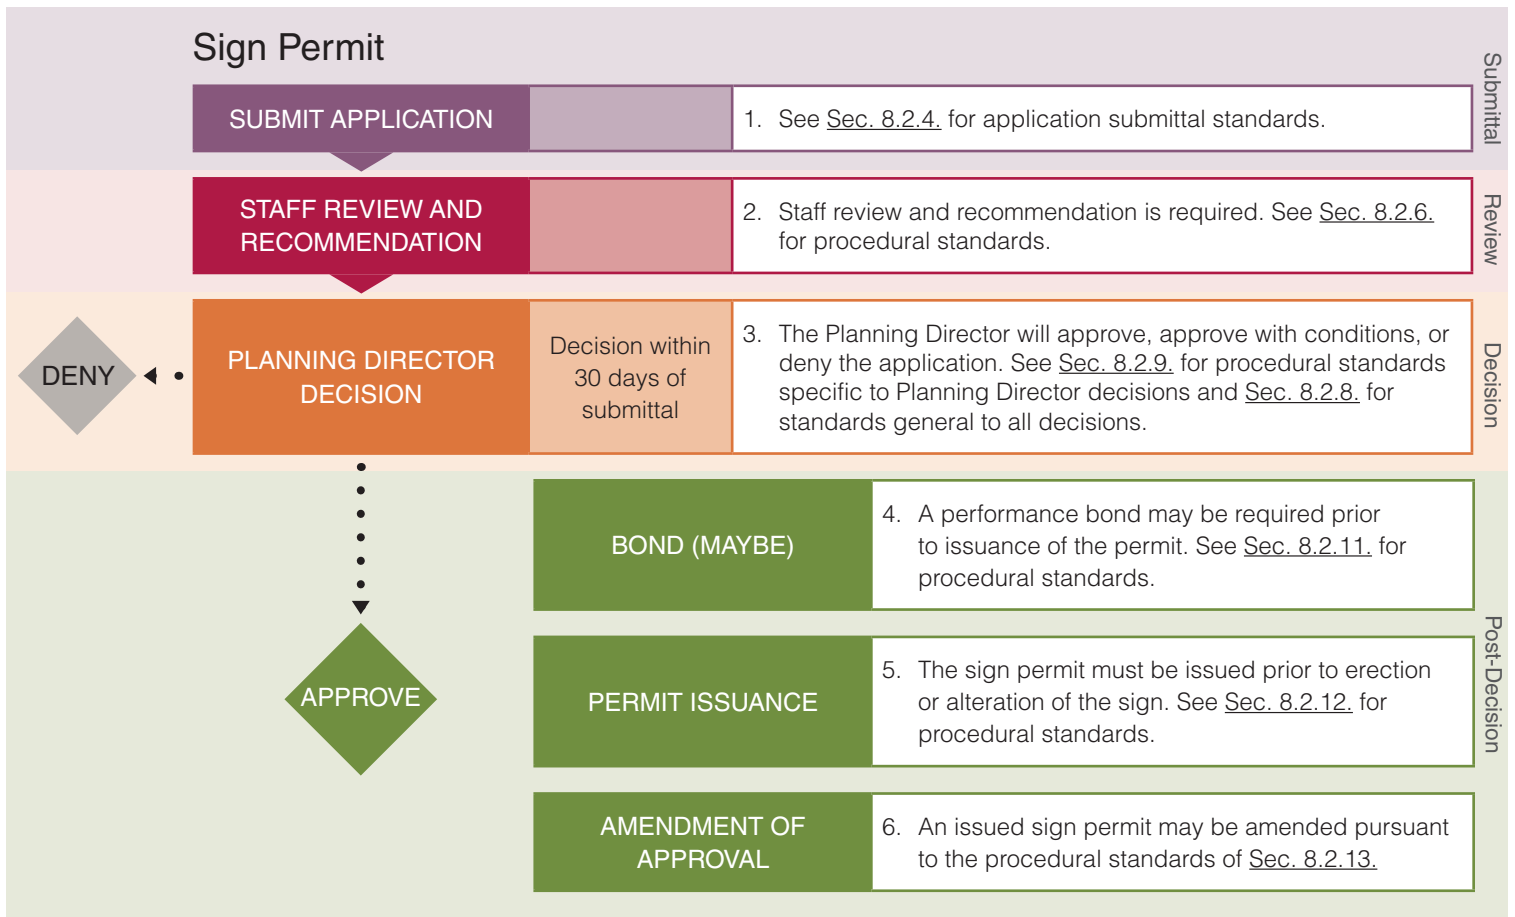 Sign Permit
Submittal
SUBMIT APPLICATION
1. See Sec. 8.2.4. for application submittal standards.
Review
STAFF REVIEW AND
RECOMMENDATION
2. Staff review and recommendation is required. See Sec. 8.2.6.
for procedural standards.
Decision
DENY
PLANNING DIRECTOR
DECISION
Decision within
30 days of
submittal
3. The Planning Director will approve, approve with conditions, or
deny the application. See Sec. 8.2.9. for procedural standards
specific to Planning Director decisions and Sec. 8.2.8. for
standards general to all decisions.
Post-Decision
APPROVE
BOND (MAYBE)
4. A performance bond may be required prior
to issuance of the permit. See Sec. 8.2.11. for
procedural standards.
PERMIT ISSUANCE
5. The sign permit must be issued prior to erection
or alteration of the sign. See Sec. 8.2.12. for
procedural standards.
AMENDMENT OF
APPROVAL
6. An issued sign permit may be amended pursuant
to the procedural standards of Sec. 8.2.13.